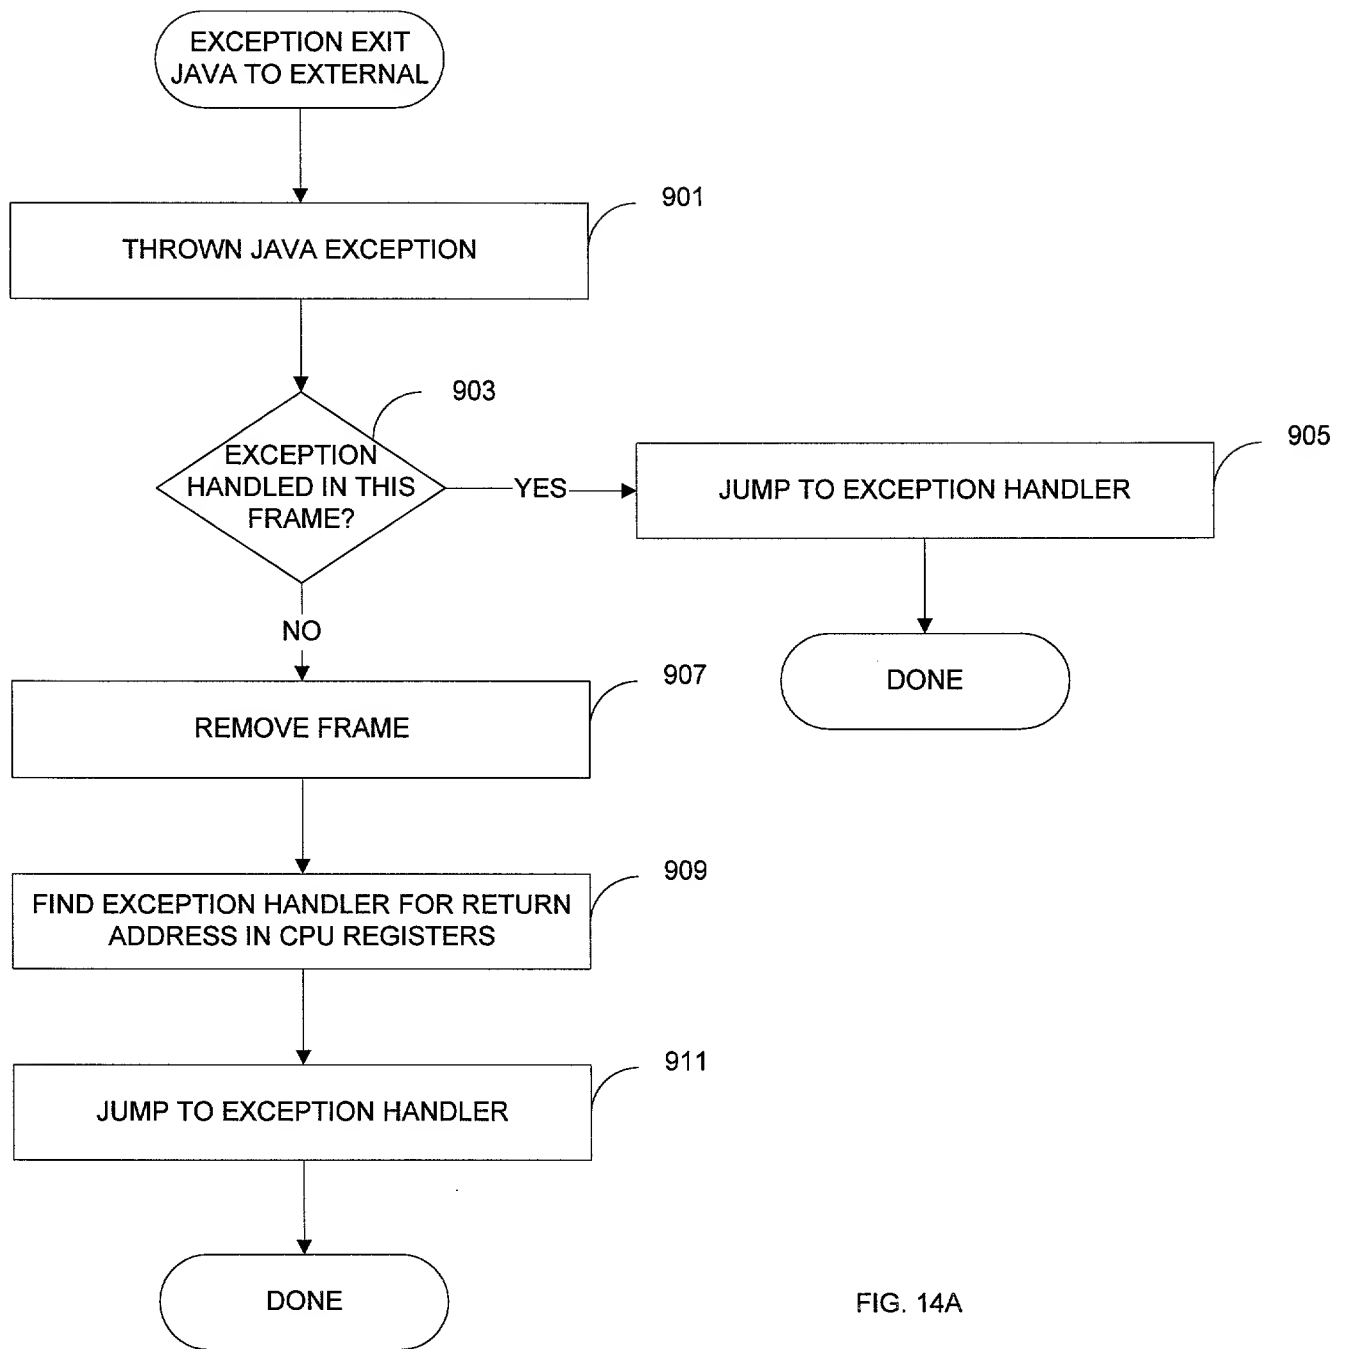 EXCEPTION EXIT
JAVA TO EXTERNAL
901
THROWN JAVA EXCEPTION
903
EXCEPTION
HANDLED IN THIS
FRAME?
YES
905
JUMP TO EXCEPTION HANDLER
DONE
NO
907
REMOVE FRAME
909
FIND EXCEPTION HANDLER FOR RETURN
ADDRESS IN CPU REGISTERS
911
JUMP TO EXCEPTION HANDLER
DONE
FIG. 14A